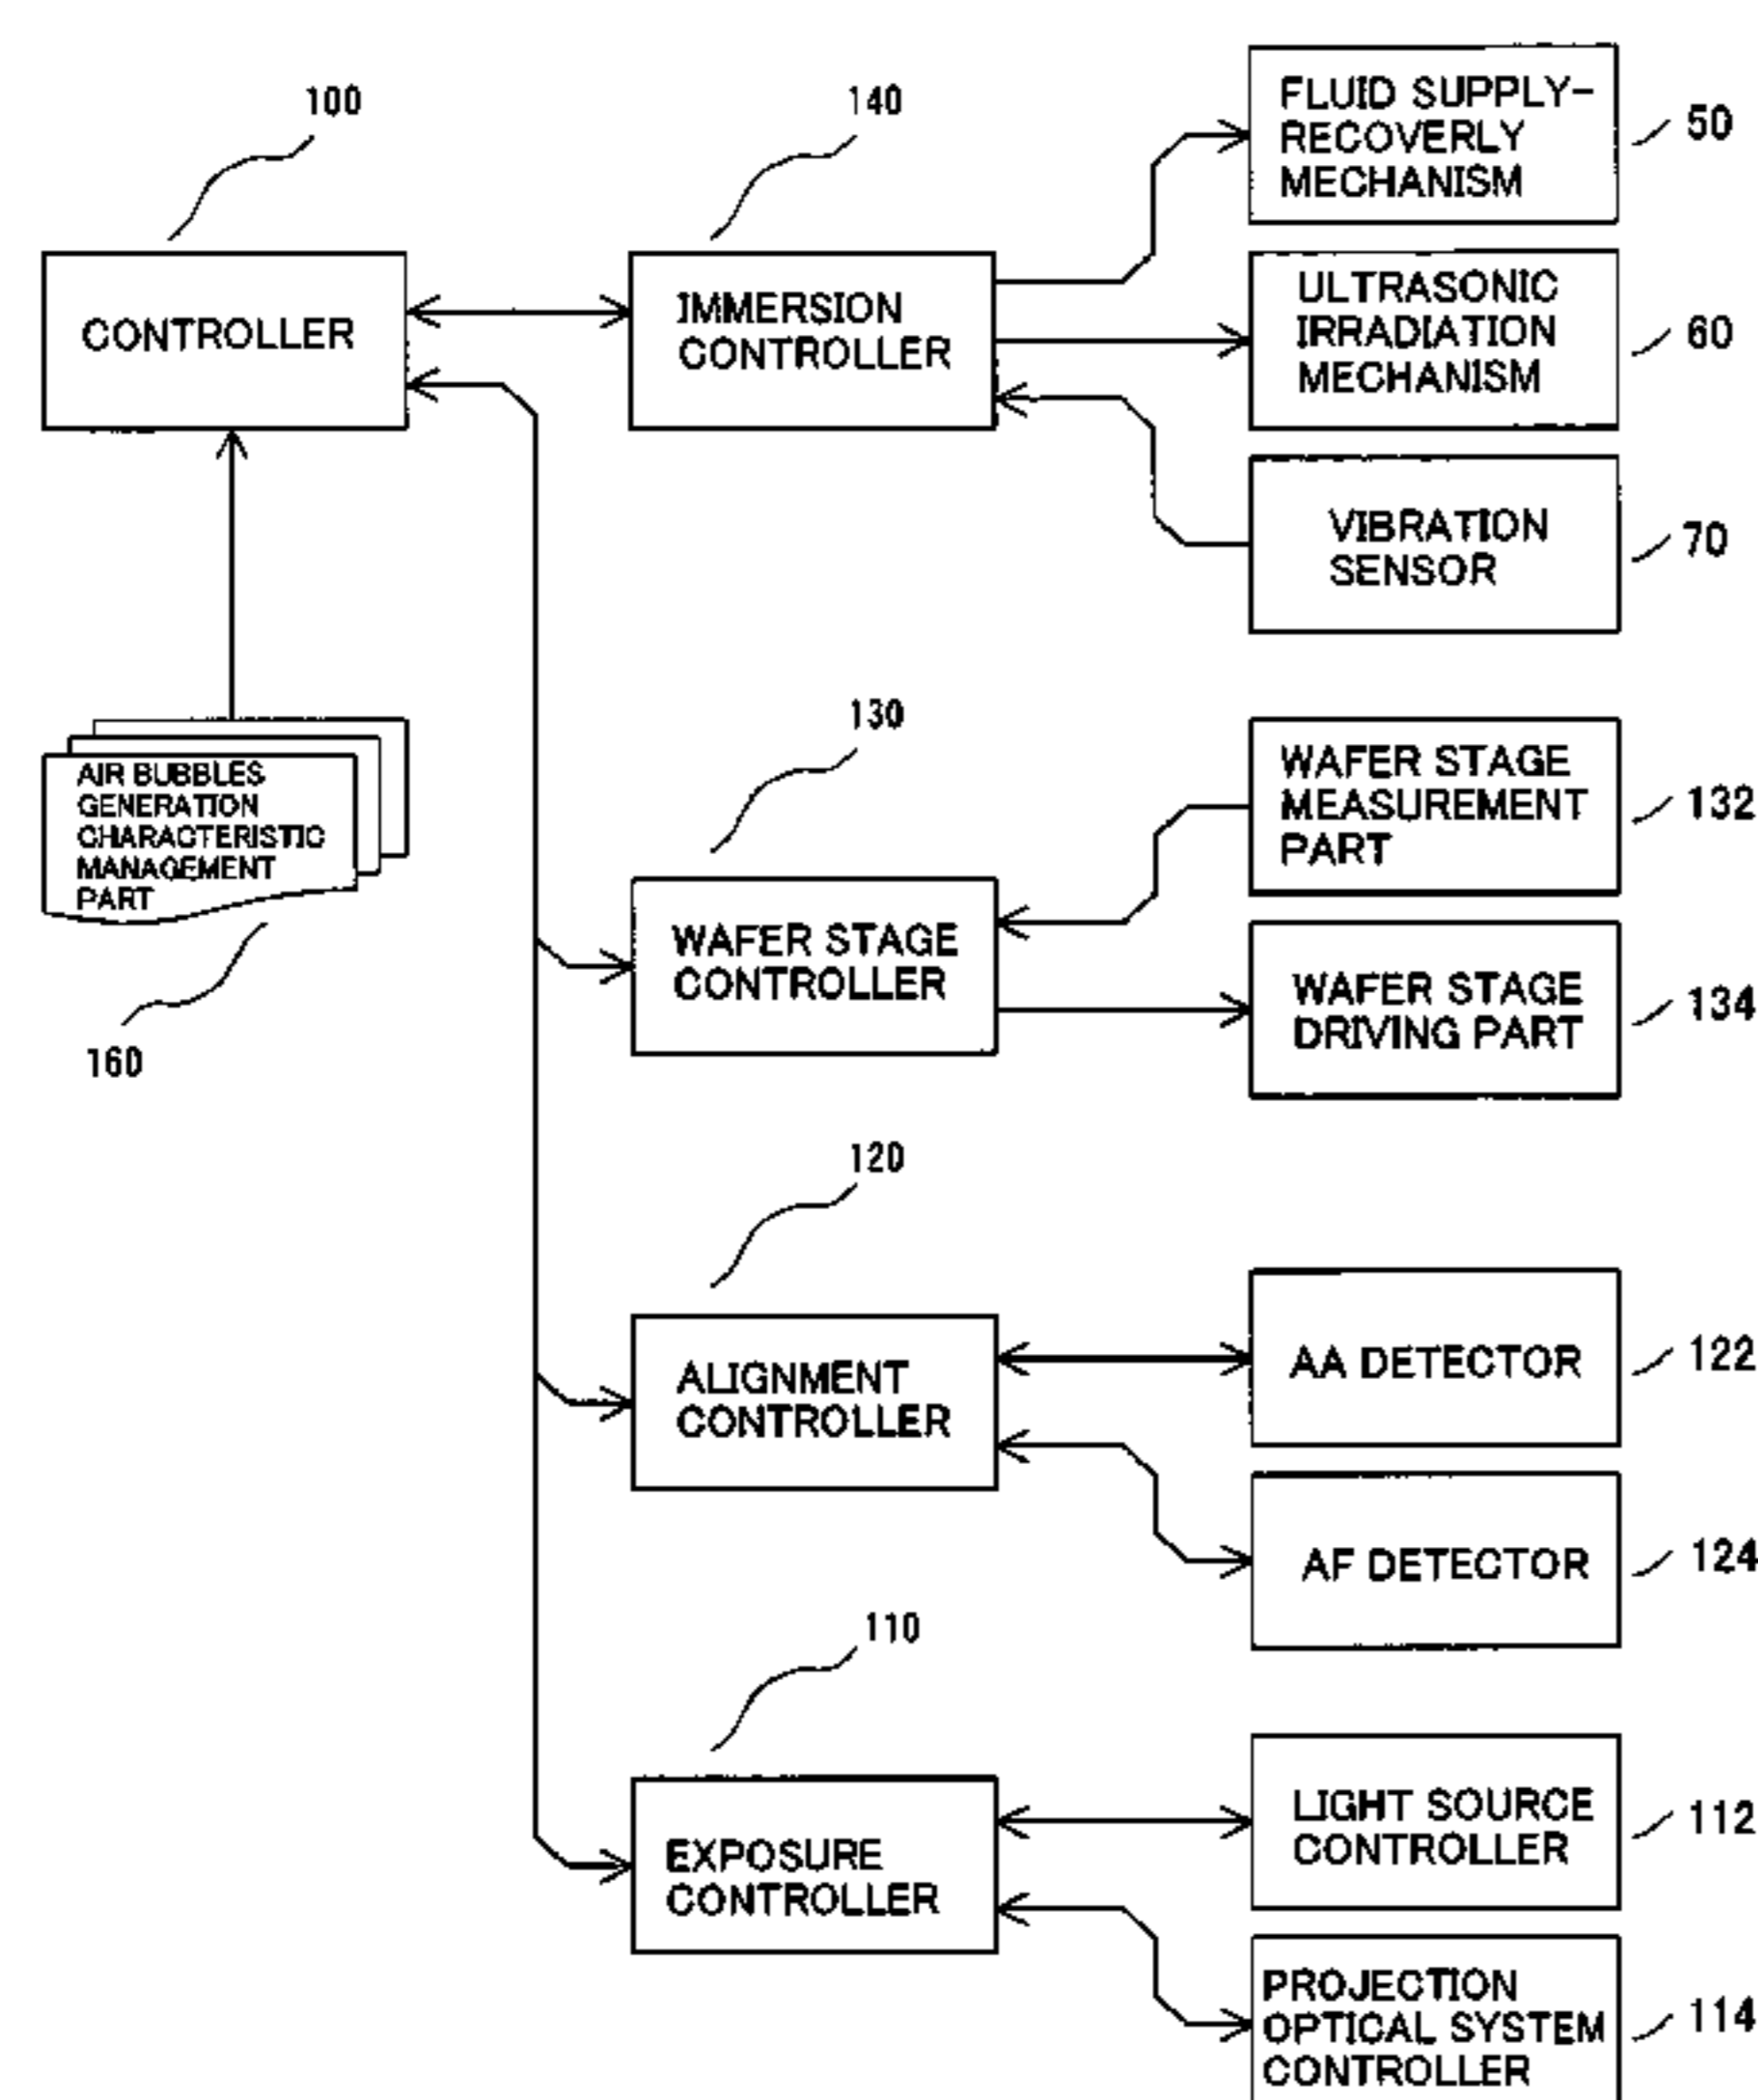 100
CONTROLLER
AIR BUBBLES
GENERATION
CHARACTERISTIC
MANAGEMENT
PART
160
140
IMMERSION
CONTROLLER
FLUID SUPPLY-
RECOVERLY
MECHANISM
50
ULTRASONIC
IRRADIATION
MECHANISM
60
VIBRATION
SENSOR
70
130
WAFER STAGE
CONTROLLER
WAFER STAGE
MEASUREMENT
PART
132
WAFER STAGE
DRIVING PART
134
120
ALIGNMENT
CONTROLLER
AA DETECTOR
122
AF DETECTOR
124
110
EXPOSURE
CONTROLLER
LIGHT SOURCE
CONTROLLER
112
PROJECTION
OPTICAL SYSTEM
CONTROLLER
114